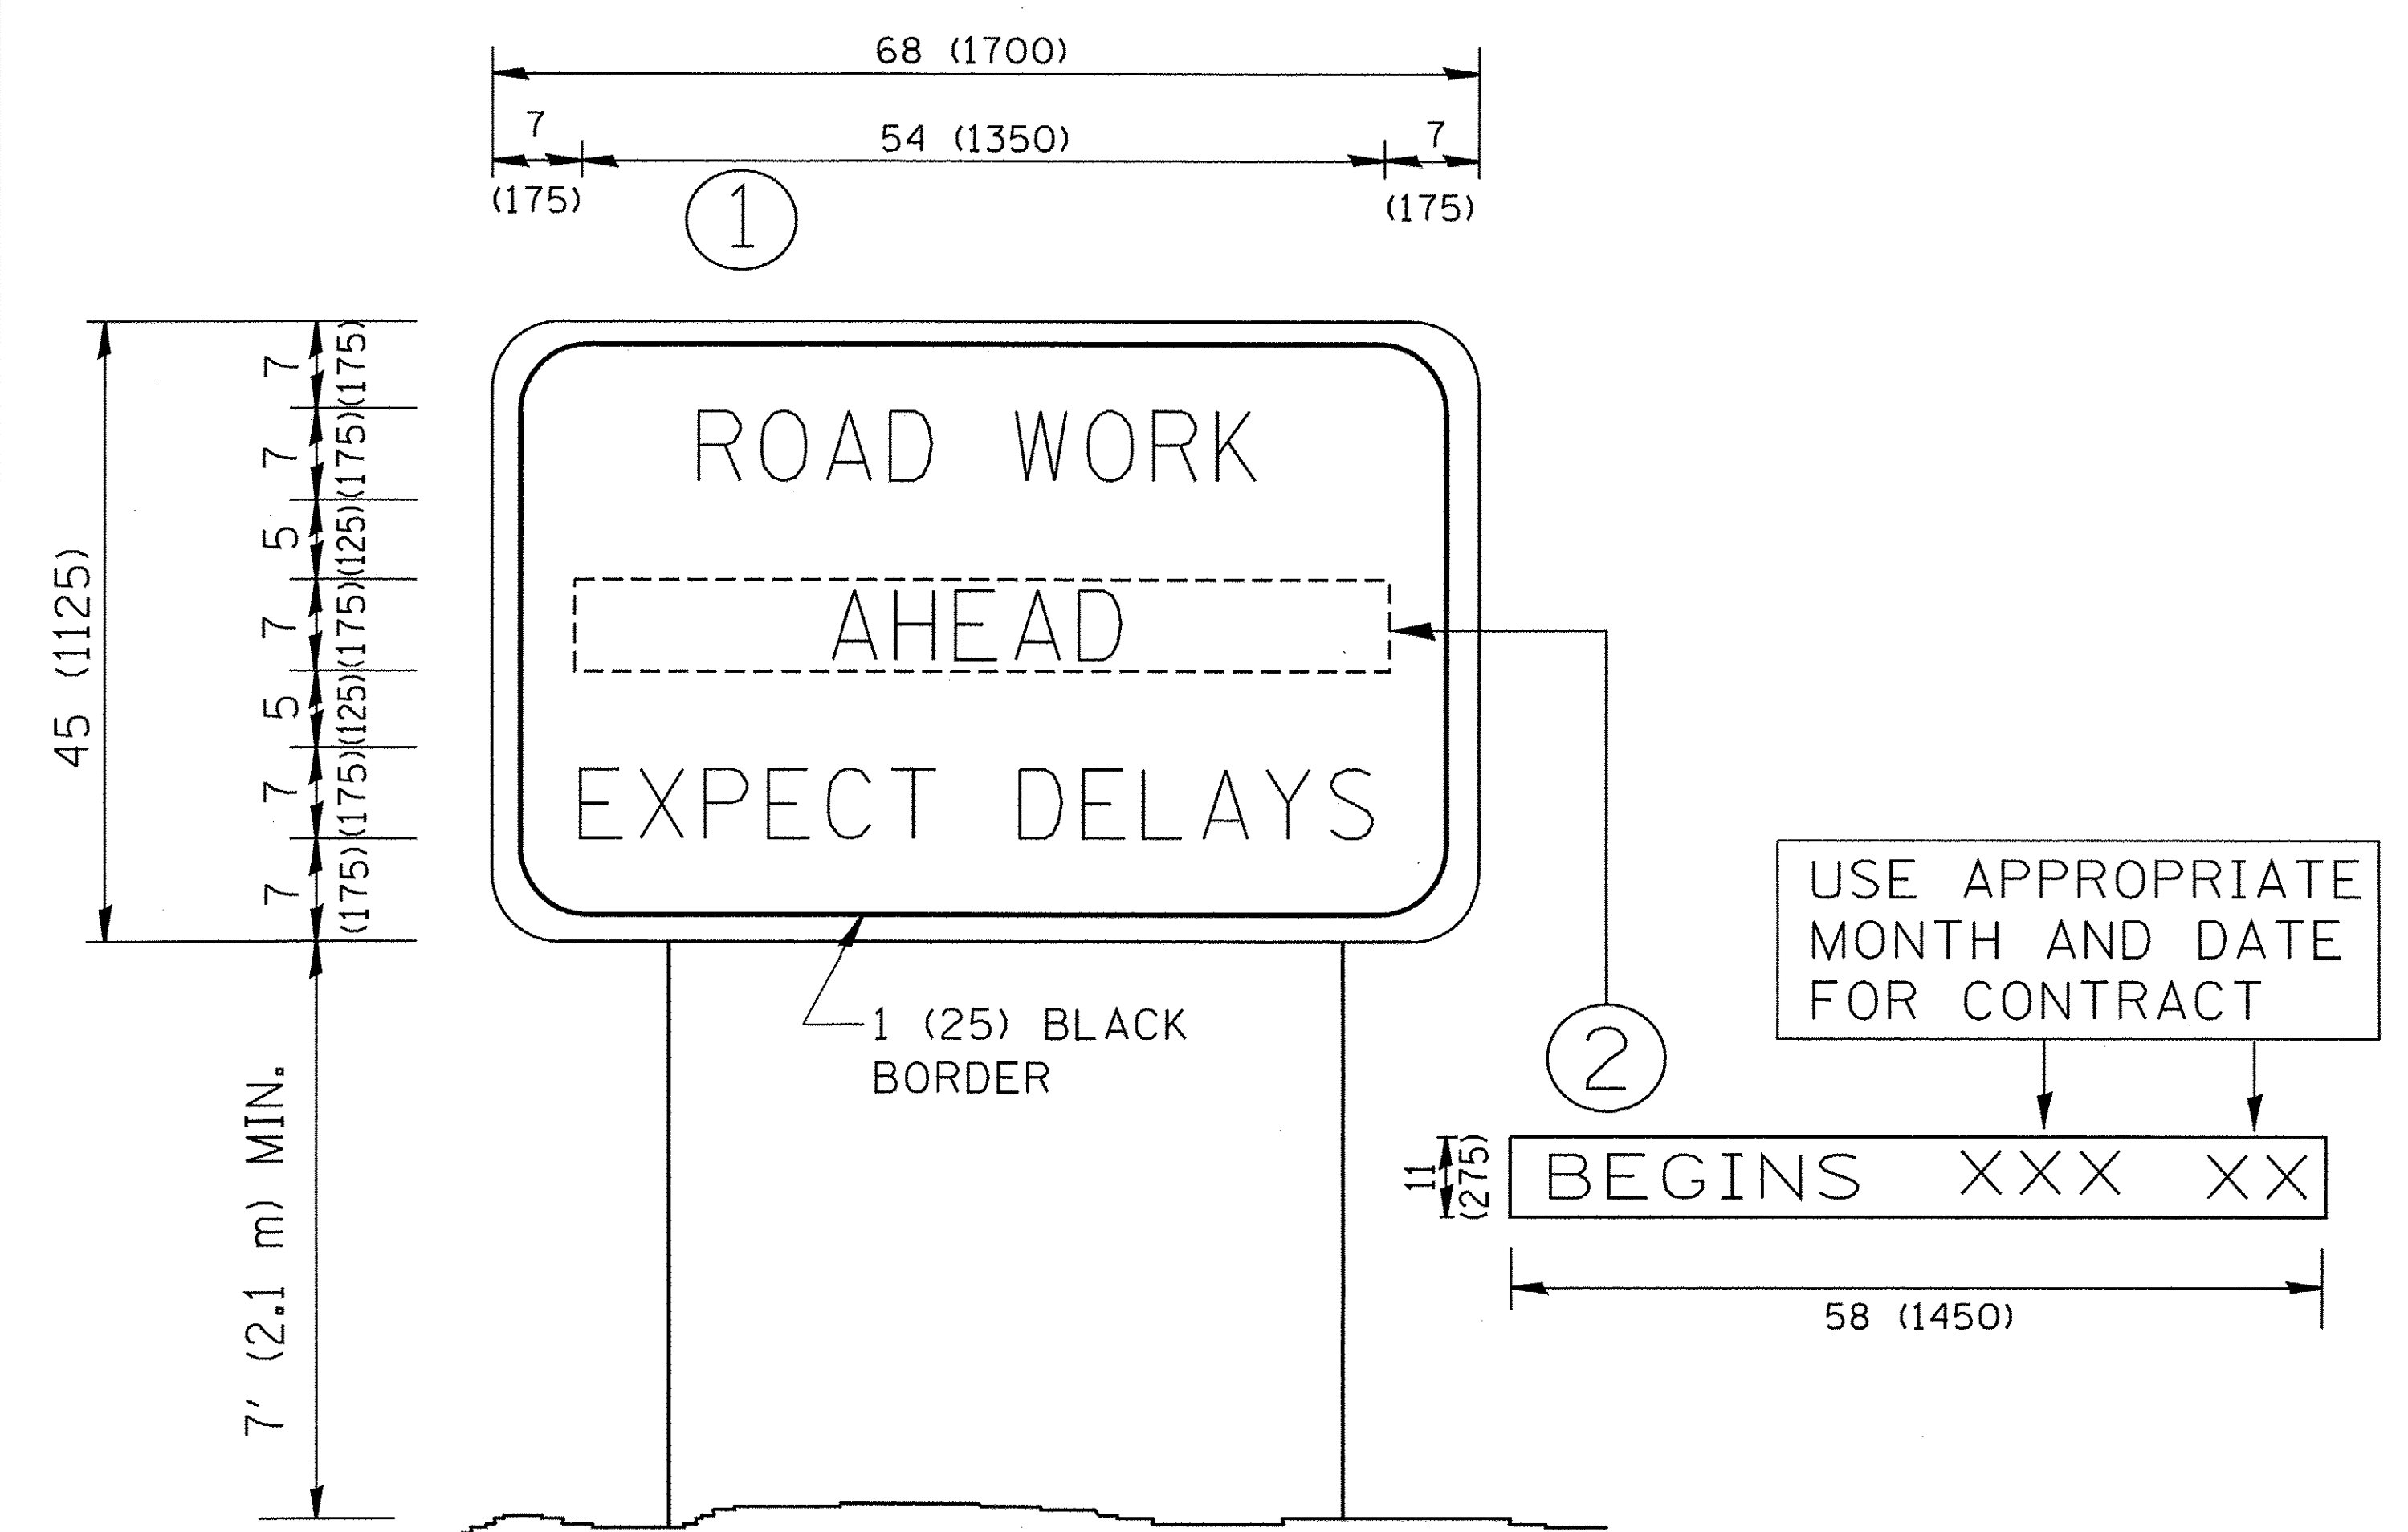 68 (1700)
7
54 (1350)
7
(175)
(175)
1
45 (1125)
7
(175)
7
(175)
5
(125)
7
(175)
5
(125)
7
(175)
7
(175)
ROAD WORK
AHEAD
EXPECT DELAYS
1 (25) BLACK
BORDER
7' (2.1 m) MIN.
2
USE APPROPRIATE
MONTH AND DATE
FOR CONTRACT
11
(275)
BEGINS XXX XX
58 (1450)